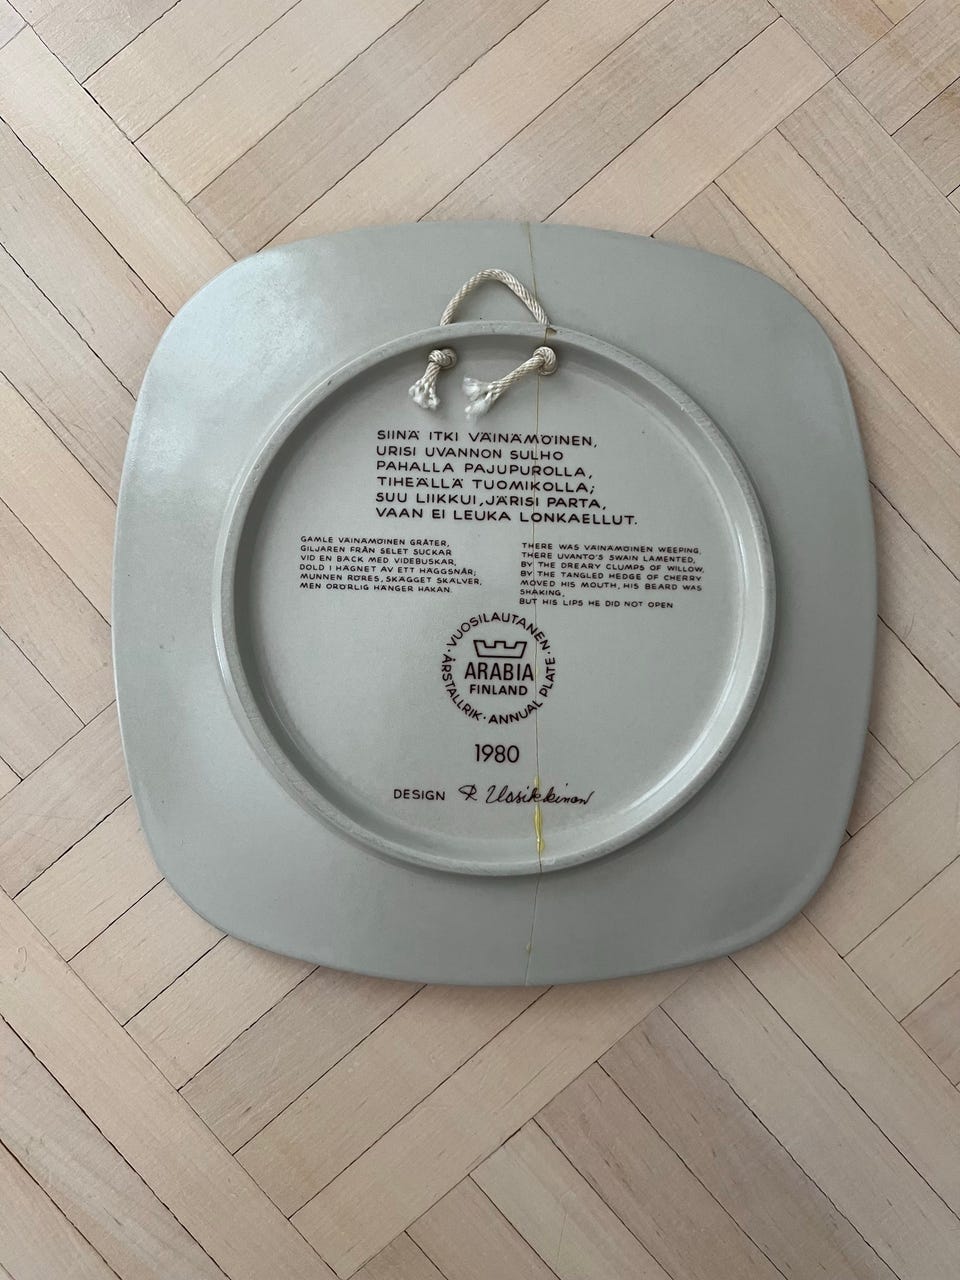 SIINÄ ITKI VÄINÄMÖINEN,
URISI UVANNON SULHO
PAHALLA PAJUPUROLLA,
TIHEÄLLÄ TUOMIKOLLA;
SUU LIIKKUI, JÄRISI PARTA,
VAAN EI LEUKA LONKAELLUT.
GAMLE VÄINÄMÖINEN GRÅTER,
GILJAREN FRÅN SELET SUCKAR
VID EN BÄCK MED VIDEBUSKAR,
DOLD I HÄGNET AV ETT HÄGGSNÅR;
MUNNEN RÖRES, SKÄGGET SKÄLVER,
MEN ORÖRLIG HÄNGER HAKAN.
THERE WAS VÄINÄMÖINEN WEEPING,
THERE UVANTO'S SWAIN LAMENTED,
BY THE DREARY CLUMPS OF WILLOW,
BY THE TANGLED HEDGE OF CHERRY
MOVED HIS MOUTH, HIS BEARD WAS
SHAKING,
BUT HIS LIPS HE DID NOT OPEN
· VUOSILAUTANEN ·
ARABIA
FINLAND
ÅRSTALLRIK · ANNUAL PLATE
1980
DESIGN R. Uosikkinen